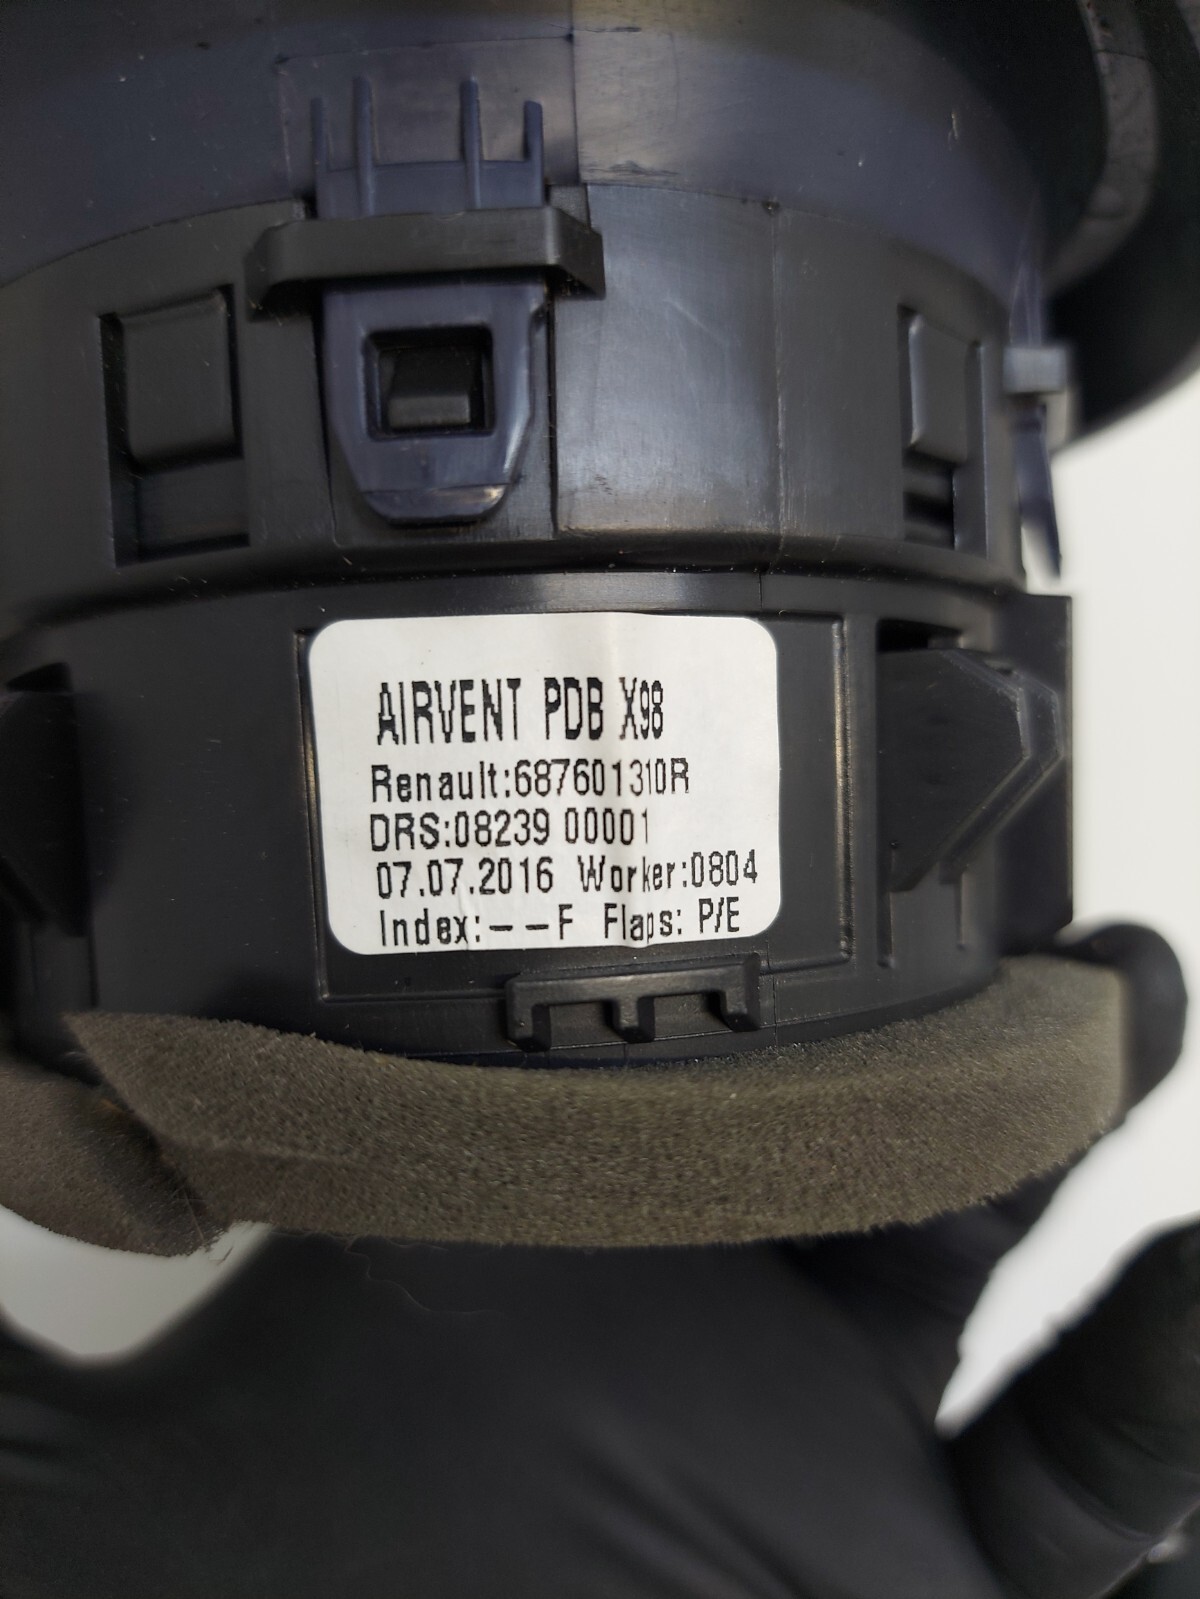 AIRVENT PDB X98
Renault:687601310R
DRS:08239 00001
07.07.2016 Worker:0804
Index:--F Flaps: P/E